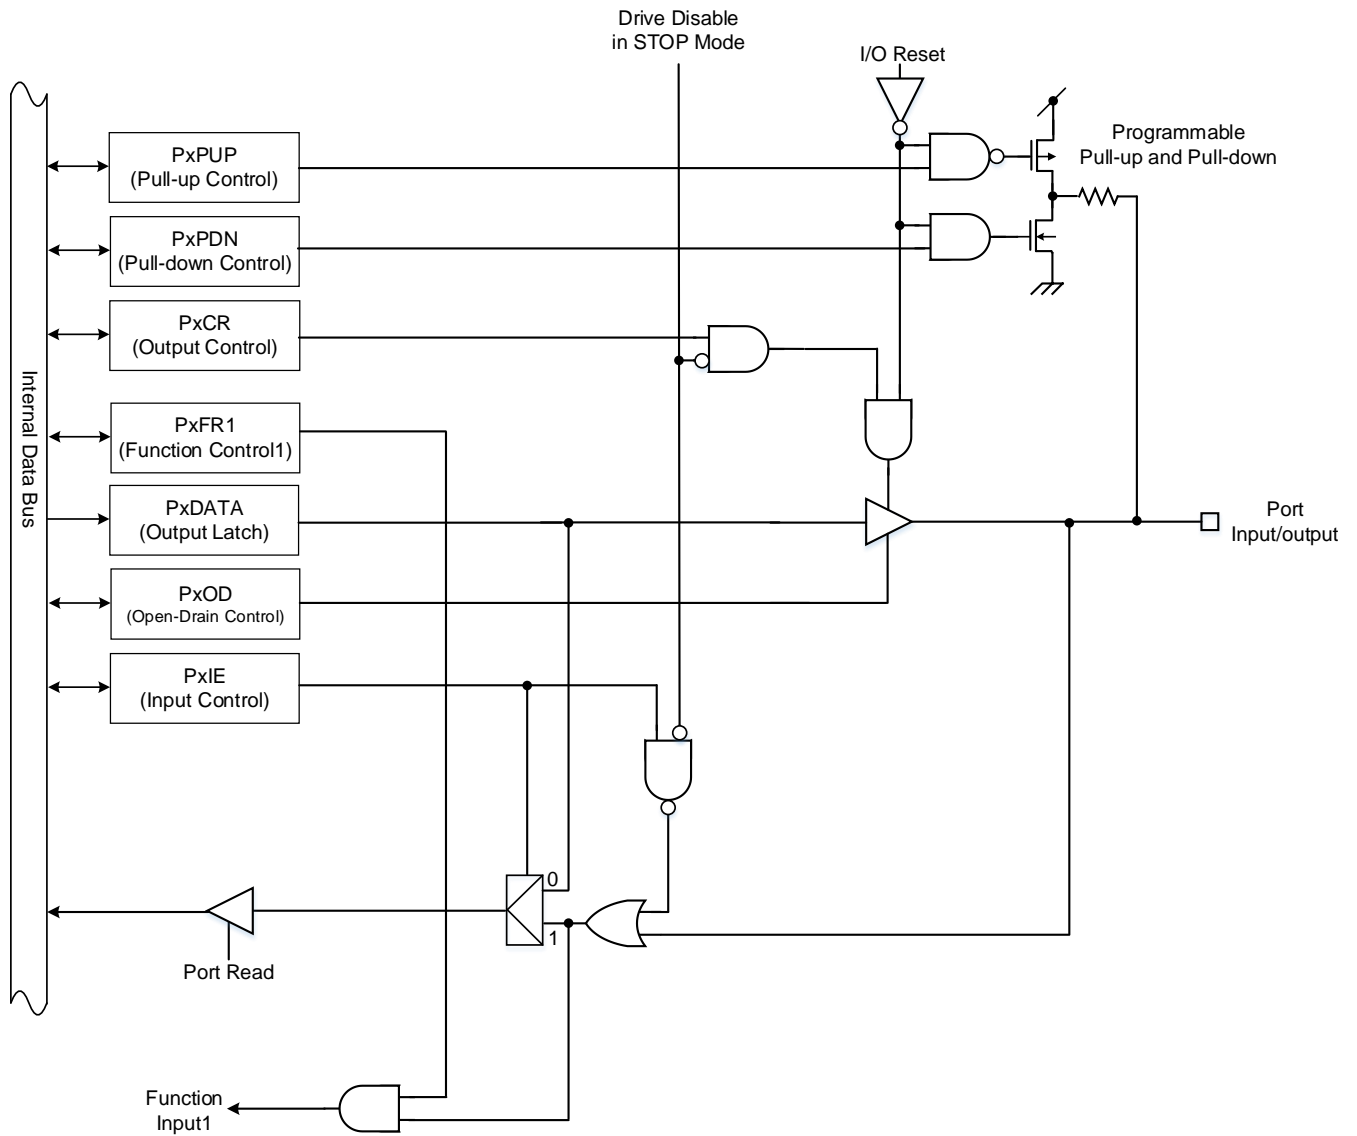 Drive Disable
in STOP Mode
I/O Reset
Programmable
Pull-up and Pull-down
PxPUP
(Pull-up Control)
PxPDN
(Pull-down Control)
PxCR
(Output Control)
Internal Data Bus
PxFR1
(Function Control1)
PxDATA
(Output Latch)
Port
Input/output
PxOD
(Open-Drain Control)
PxIE
(Input Control)
0
1
Port Read
Function
Input1